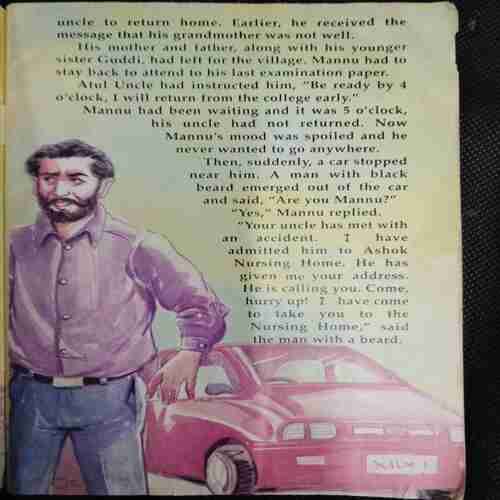 uncle to return home. Earlier, he received the
message that his grandmother was not well.
His mother and father, along with his younger
sister Guddi, had left for the village. Mannu had to
stay back to attend to his last examination paper.
Atul Uncle had instructed him, "Be ready by 4
o'clock, I will return from the college early."
Mannu had been waiting and it was 5 o'clock,
his uncle had not returned. Now
Mannu's mood was spoiled and he
never wanted to go anywhere.
Then, suddenly, a car stopped
near him. A man with black
beard emerged out of the car
and said, "Are you Mannu?"
"Yes," Mannu replied.
"Your uncle has met with
an accident. I have
admitted him to Ashok
Nursing Home. He has
given me your address.
He is calling you. Come,
hurry up! I have come
to take you to the
Nursing Home," said
the man with a beard.